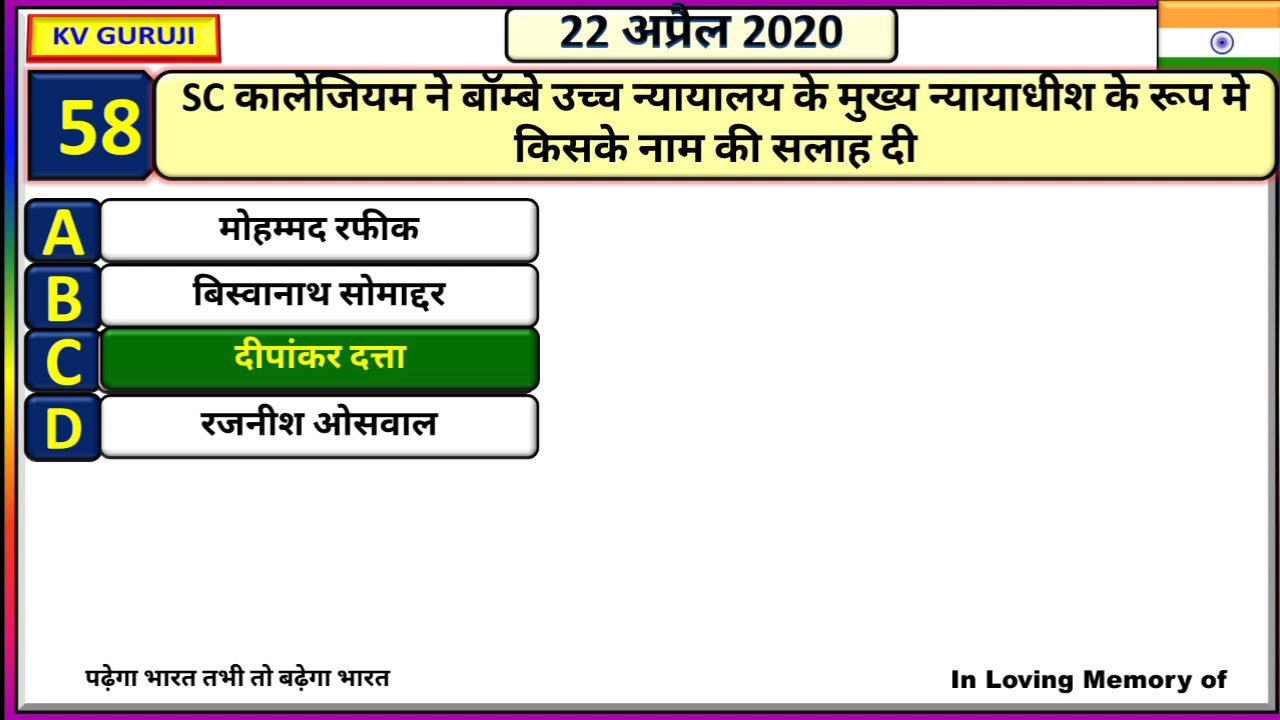 KV GURUJI
22 अप्रैल 2020
58
SC कालेजियम ने बॉम्बे उच्च न्यायालय के मुख्य न्यायाधीश के रूप मे
किसके नाम की सलाह दी
A मोहम्मद रफीक
B बिस्वानाथ सोमाद्दर
C दीपांकर दत्ता
D रजनीश ओसवाल
पढ़ेगा भारत तभी तो बढ़ेगा भारत
In Loving Memory of